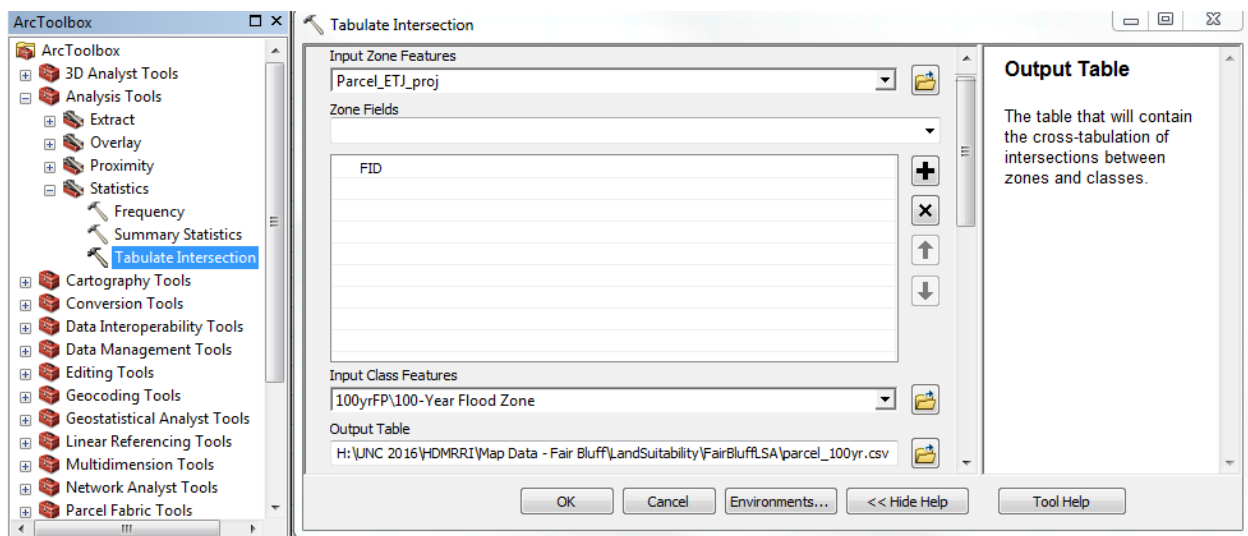 ArcToolbox
ArcToolbox
3D Analyst Tools
Analysis Tools
Extract
Overlay
Proximity
Statistics
Frequency
Summary Statistics
Tabulate Intersection
Cartography Tools
Conversion Tools
Data Interoperability Tools
Data Management Tools
Editing Tools
Geocoding Tools
Geostatistical Analyst Tools
Linear Referencing Tools
Multidimension Tools
Network Analyst Tools
Parcel Fabric Tools
Tabulate Intersection
Input Zone Features
Parcel_ETJ_proj
Zone Fields
FID
Input Class Features
100yrFP\100-Year Flood Zone
Output Table
H:\UNC 2016\HDMRRI\Map Data - Fair Bluff\LandSuitability\FairBluffLSA\parcel_100yr.csv
OK
Cancel
Environments...
<< Hide Help
Tool Help
Output Table
The table that will contain
the cross-tabulation of
intersections between
zones and classes.